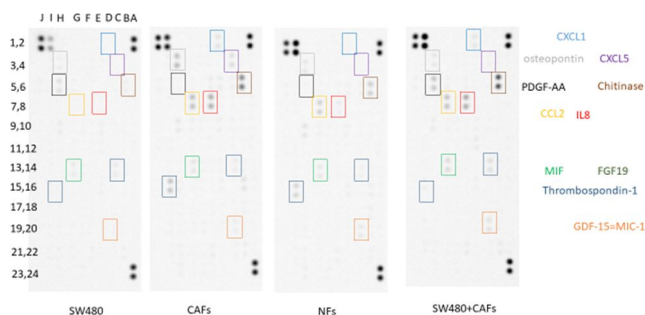 J I H G F E D C BA
1,2
3,4
5,6
7,8
9,10
11,12
13,14
15,16
17,18
19,20
21,22
23,24
CXCL1
osteopontin CXCL5
PDGF-AA Chitinase
CCL2 IL8
MIF FGF19
Thrombospondin-1
GDF-15=MIC-1
SW480 CAFs NFs SW480+CAFs